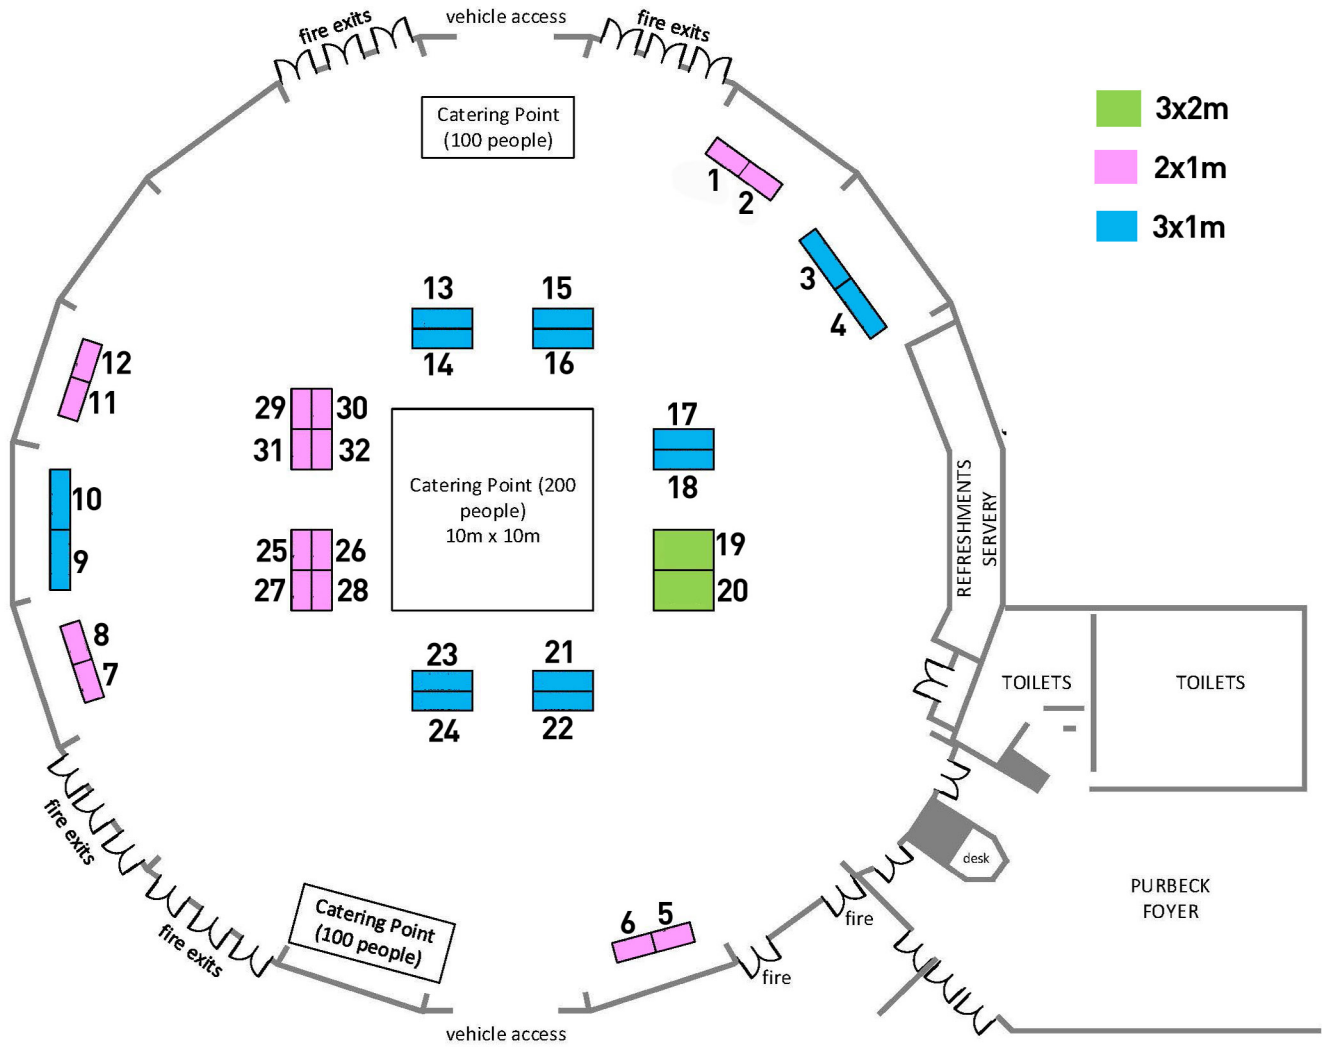 fire exits
vehicle access
fire exits
Catering Point
(100 people)
3x2m
2x1m
3x1m
1
2
3
4
13
14
15
16
12
11
29
30
31
32
17
18
Catering Point (200
people)
10m x 10m
10
9
25
26
27
28
19
20
REFRESHMENTS
SERVERY
8
7
23
24
21
22
TOILETS
TOILETS
fire exits
fire exits
Catering Point
(100 people)
6
5
desk
fire
fire
PURBECK
FOYER
vehicle access